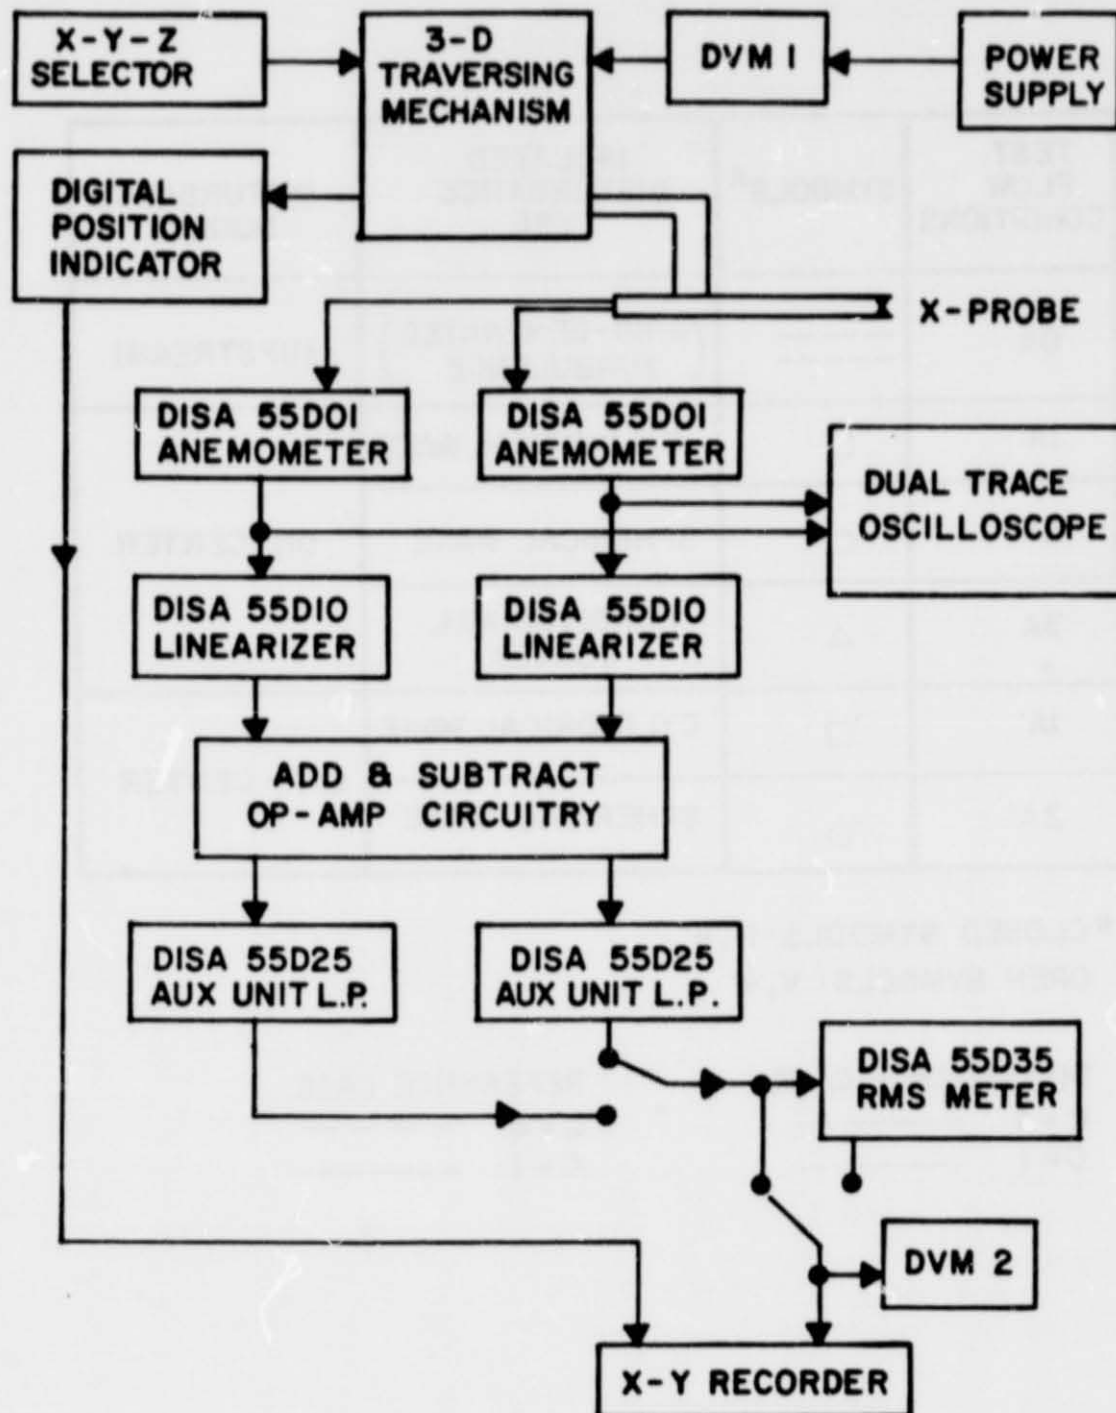 X-Y-Z
SELECTOR
3-D
TRAVERSING
MECHANISM
DVM 1
POWER
SUPPLY
DIGITAL
POSITION
INDICATOR
X-PROBE
DISA 55D01
ANEMOMETER
DISA 55D01
ANEMOMETER
DUAL TRACE
OSCILLOSCOPE
DISA 55D10
LINEARIZER
DISA 55D10
LINEARIZER
ADD & SUBTRACT
OP-AMP CIRCUITRY
DISA 55D25
AUX UNIT L.P.
DISA 55D25
AUX UNIT L.P.
DISA 55D35
RMS METER
DVM 2
X-Y RECORDER